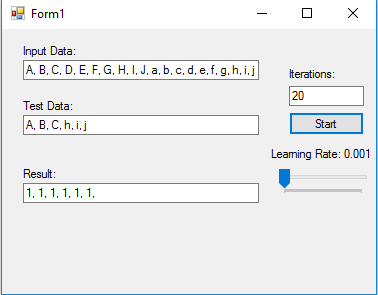 Form1
Input Data:
A, B, C, D, E, F, G, H, I, J, a, b, c, d, e, f, g, h, i, j
Iterations:
20
Test Data:
A, B, C, h, i, j
Start
Learning Rate: 0.001
Result:
1, 1, 1, 1, 1, 1,